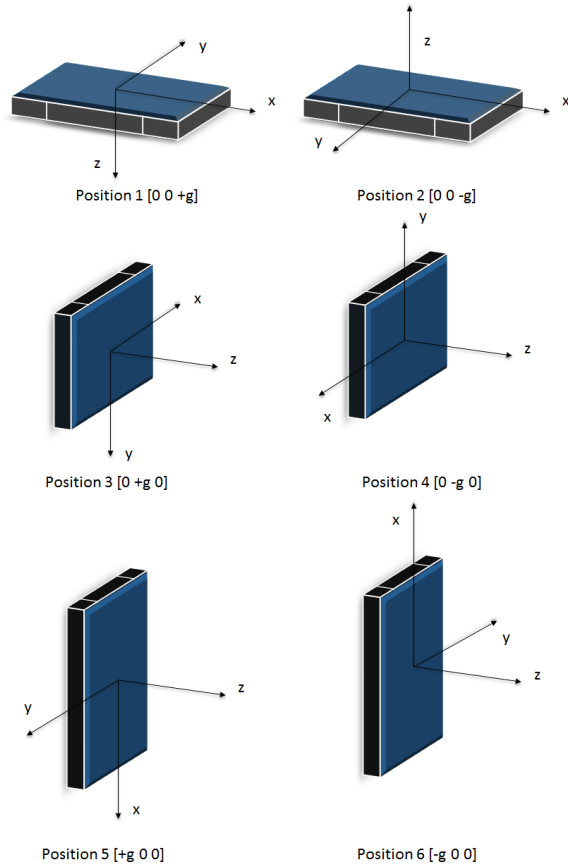 y
x
z
Position 1 [0 0 +g]
z
x
y
Position 2 [0 0 -g]
x
z
y
Position 3 [0 +g 0]
y
z
x
Position 4 [0 -g 0]
y
z
x
Position 5 [+g 0 0]
x
y
z
Position 6 [-g 0 0]